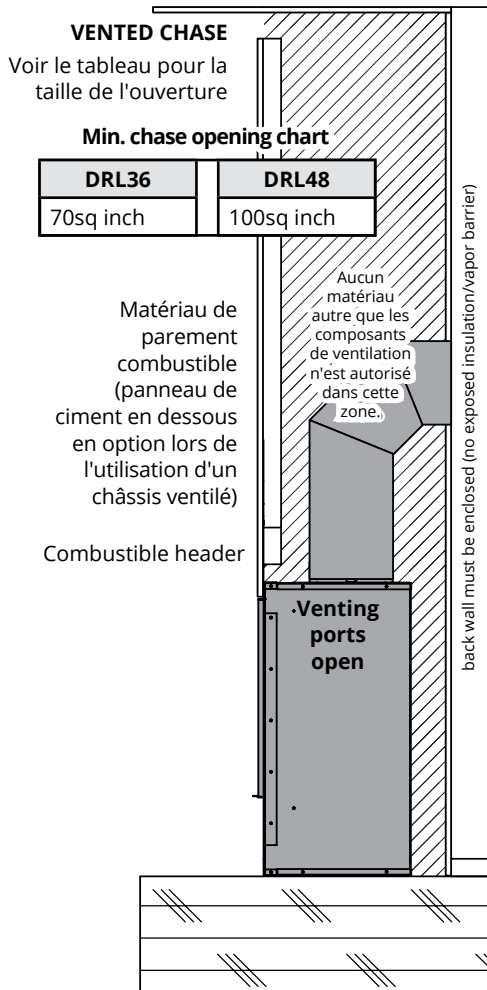 VENTED CHASE
Voir le tableau pour la
taille de l'ouverture
Min. chase opening chart
DRL36 DRL48
70sq inch 100sq inch
Aucun
matériau
autre que les
composants
de ventilation
n'est autorisé
dans cette
zone.
Matériau de
parement
combustible
(panneau de
ciment en dessous
en option lors de
l'utilisation d'un
châssis ventilé)
Combustible header
Venting
ports
open
back wall must be enclosed (no exposed insulation/vapor barrier)